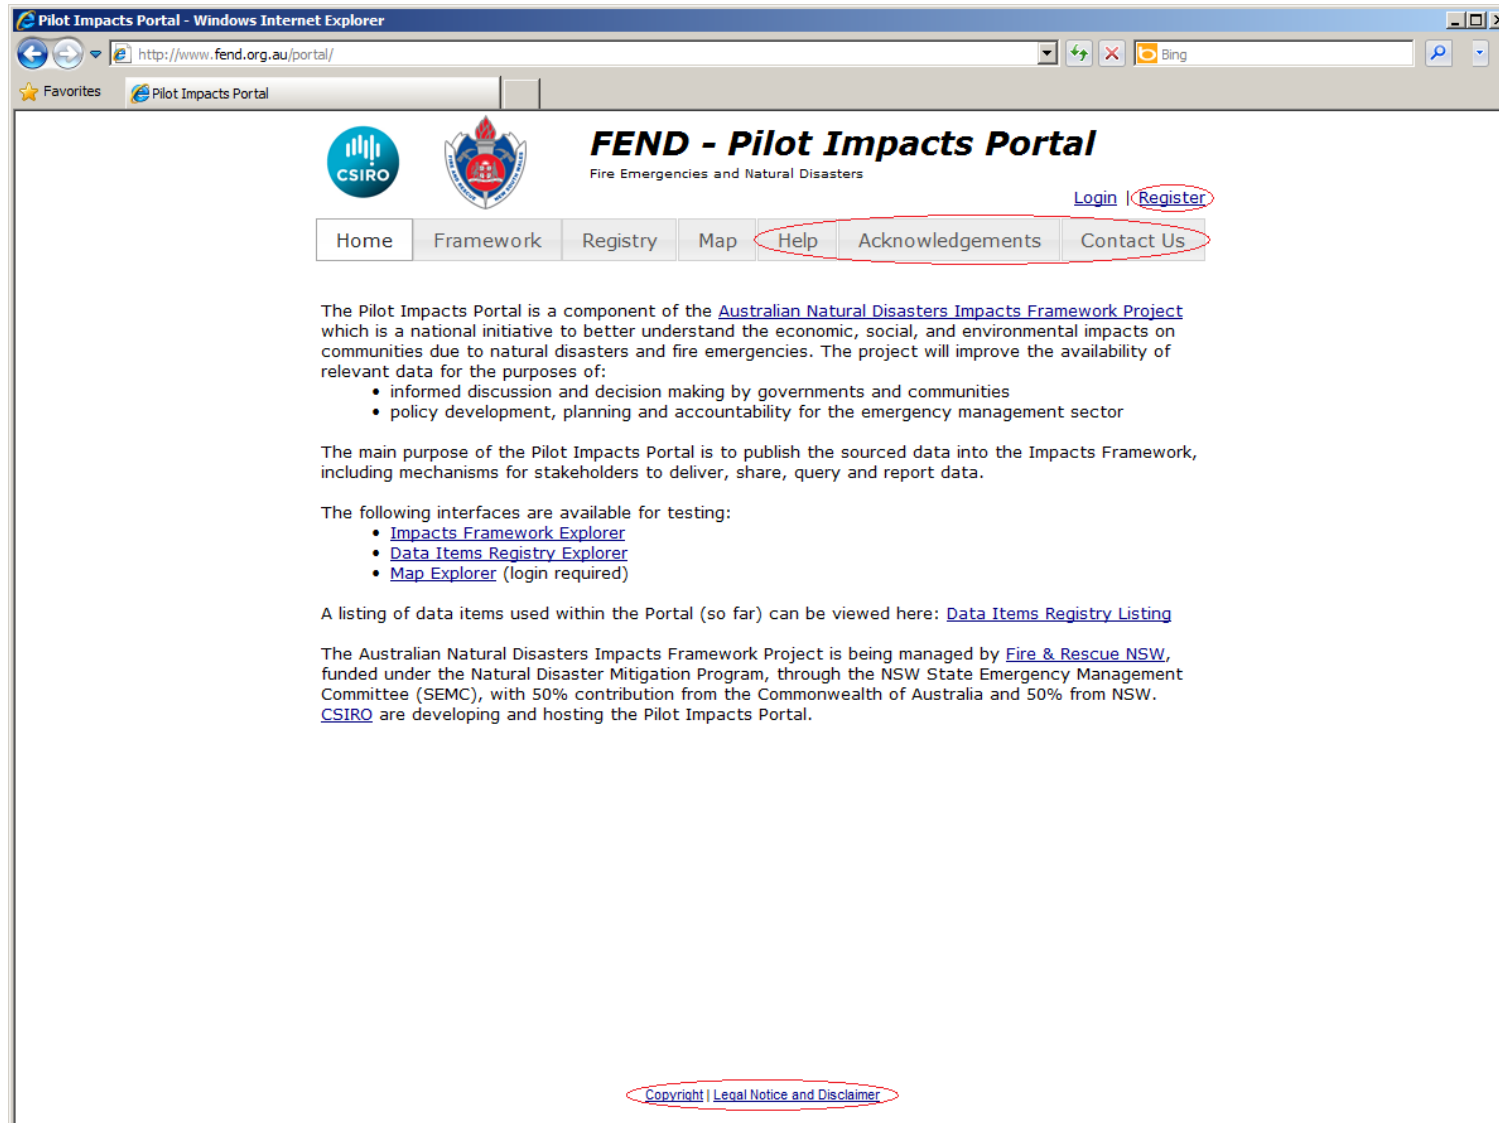 Pilot Impacts Portal - Windows Internet Explorer
http://www.fend.org.au/portal/
Bing
Favorites
Pilot Impacts Portal
CSIRO
FEND - Pilot Impacts Portal
Fire Emergencies and Natural Disasters
Login | Register
Home Framework Registry Map Help Acknowledgements Contact Us
The Pilot Impacts Portal is a component of the Australian Natural Disasters Impacts Framework Project
which is a national initiative to better understand the economic, social, and environmental impacts on
communities due to natural disasters and fire emergencies. The project will improve the availability of
relevant data for the purposes of:
• informed discussion and decision making by governments and communities
• policy development, planning and accountability for the emergency management sector
The main purpose of the Pilot Impacts Portal is to publish the sourced data into the Impacts Framework,
including mechanisms for stakeholders to deliver, share, query and report data.
The following interfaces are available for testing:
• Impacts Framework Explorer
• Data Items Registry Explorer
• Map Explorer (login required)
A listing of data items used within the Portal (so far) can be viewed here: Data Items Registry Listing
The Australian Natural Disasters Impacts Framework Project is being managed by Fire & Rescue NSW,
funded under the Natural Disaster Mitigation Program, through the NSW State Emergency Management
Committee (SEMC), with 50% contribution from the Commonwealth of Australia and 50% from NSW.
CSIRO are developing and hosting the Pilot Impacts Portal.
Copyright | Legal Notice and Disclaimer